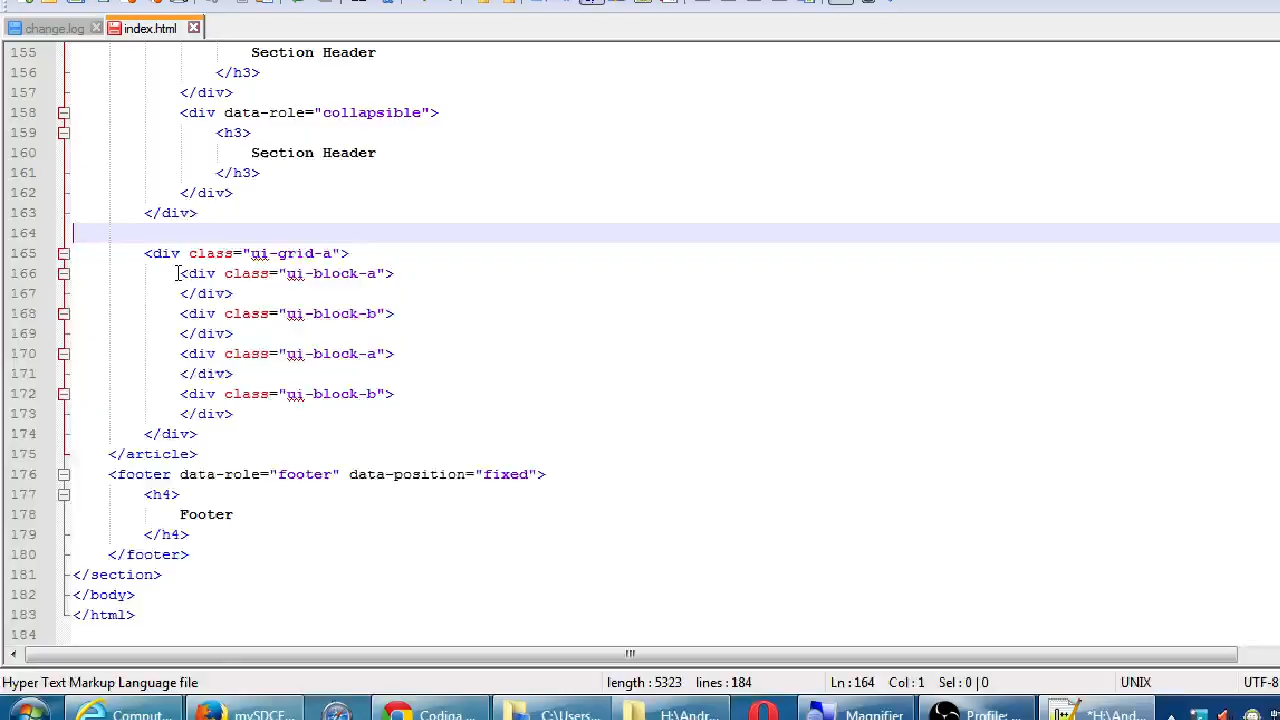 change.log index.html
155 Section Header
156 </h3>
157 </div>
158 <div data-role="collapsible">
159 <h3>
160 Section Header
161 </h3>
162 </div>
163 </div>
164
165 <div class="ui-grid-a">
166 <div class="ui-block-a">
167 </div>
168 <div class="ui-block-b">
169 </div>
170 <div class="ui-block-a">
171 </div>
172 <div class="ui-block-b">
173 </div>
174 </div>
175 </article>
176 <footer data-role="footer" data-position="fixed">
177 <h4>
178 Footer
179 </h4>
180 </footer>
181 </section>
182 </body>
183 </html>
184
Hyper Text Markup Language file length : 5323 lines : 184 Ln : 164 Col : 1 Sel : 0 | 0 UNIX UTF-8
Comput... mySDCF... Codiga... C:\Users... H:\Andr... Magnifier Profile: *H:\And...